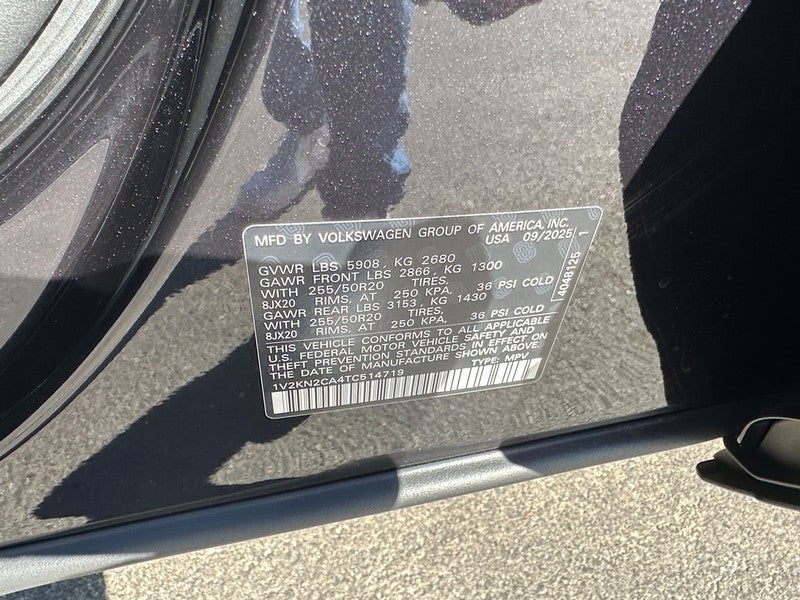 MFD BY VOLKSWAGEN GROUP OF AMERICA, INC.
USA 09/2025
GVWR LBS 5908 , KG 2680
GAWR FRONT LBS 2866 , KG 1300
WITH 255/50R20 TIRES,
8JX20 RIMS, AT 250 KPA, 36 PSI COLD
GAWR REAR LBS 3153 , KG 1430
WITH 255/50R20 TIRES,
8JX20 RIMS, AT 250 KPA, 36 PSI COLD
THIS VEHICLE CONFORMS TO ALL APPLICABLE
U.S. FEDERAL MOTOR VEHICLE SAFETY AND
THEFT PREVENTION STANDARDS IN EFFECT ON
THE DATE OF MANUFACTURE SHOWN ABOVE.
1V2KN2CA4TC514719 TYPE: MPV
4048125 1